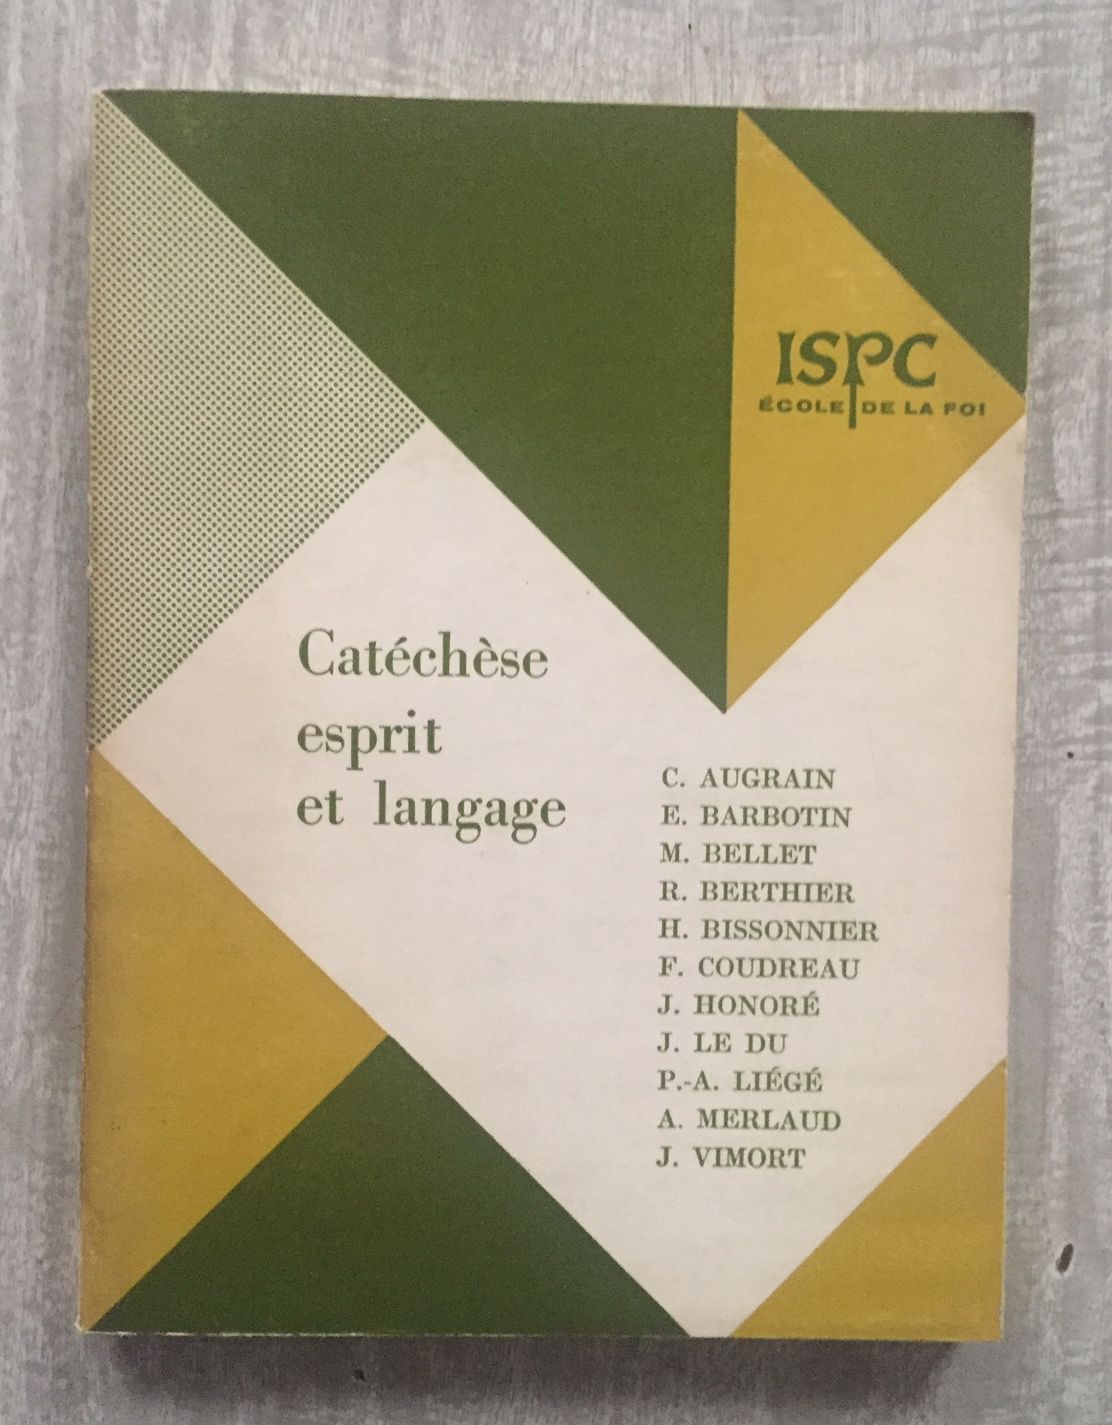 ISPC
ÉCOLE DE LA FOI
Catéchèse
esprit
et langage
C. AUGRAIN
E. BARBOTIN
M. BELLET
R. BERTHIER
H. BISSONNIER
F. COUDREAU
J. HONORÉ
J. LE DU
P.-A. LIÉGÉ
A. MERLAUD
J. VIMORT